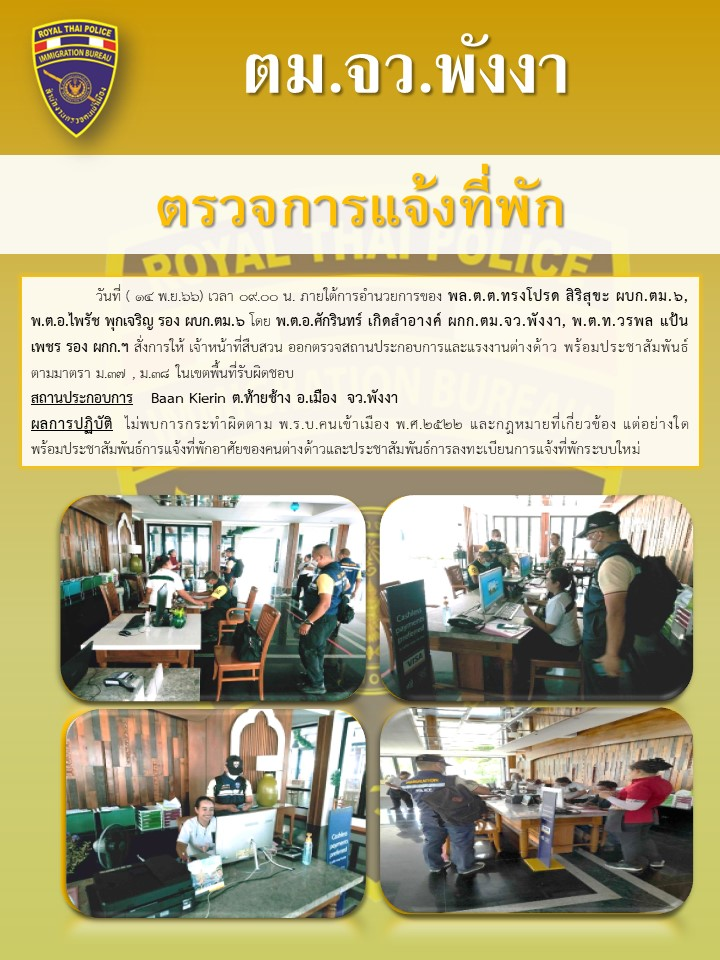 ROYAL THAI POLICE
IMMIGRATION BUREAU
สำนักงานตรวจคนเข้าเมือง
ตม.จว.พังงา
ตรวจการแจ้งที่พัก
ROYAL THAI POLICE
วันที่ ( ๑๔ พ.ย.๖๖) เวลา ๐๙.๐๐ น. ภายใต้การอำนวยการของ พล.ต.ต.ทรงโปรด สิริสุขะ ผบก.ตม.๖,
พ.ต.อ.ไพรัช พุกเจริญ รอง ผบก.ตม.๖ โดย พ.ต.อ.ศักรินทร์ เกิดสำอางค์ ผกก.ตม.จว.พังงา, พ.ต.ท.วรพล แป้น
เพชร รอง ผกก.ฯ สั่งการให้ เจ้าหน้าที่สืบสวน ออกตรวจสถานประกอบการและแรงงานต่างด้าว พร้อมประชาสัมพันธ์
ตามมาตรา ม.๓๗ , ม.๓๘ ในเขตพื้นที่รับผิดชอบ
สถานประกอบการ Baan Kierin ต.ท้ายช้าง อ.เมือง จว.พังงา
ผลการปฏิบัติ ไม่พบการกระทำผิดตาม พ.ร.บ.คนเข้าเมือง พ.ศ.๒๕๒๒ และกฎหมายที่เกี่ยวข้อง แต่อย่างใด
พร้อมประชาสัมพันธ์การแจ้งที่พักอาศัยของคนต่างด้าวและประชาสัมพันธ์การลงทะเบียนการแจ้งที่พักระบบใหม่
Cashless
payments
preferred
VISA
Cashless
payments
preferred
POLICE